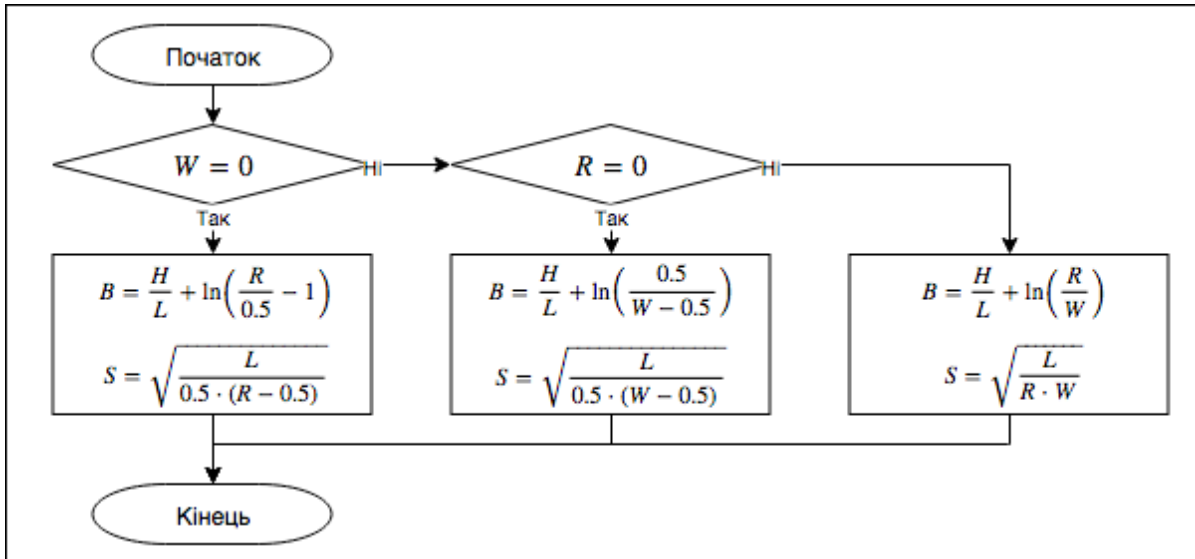 Початок
W = 0
Ні
R = 0
Ні
Так
Так
B = H/L + ln(R/0.5 − 1)
S = √(L/(0.5 · (R − 0.5)))
B = H/L + ln(0.5/(W − 0.5))
S = √(L/(0.5 · (W − 0.5)))
B = H/L + ln(R/W)
S = √(L/(R · W))
Кінець